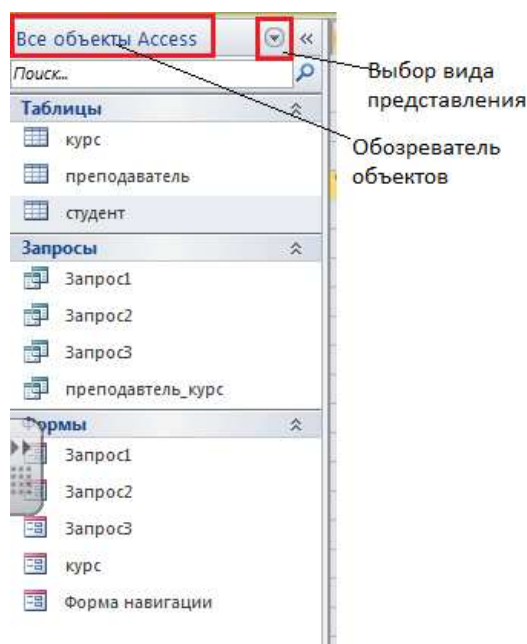 Все объекты Access
Поиск...
Таблицы
курс
преподаватель
студент
Запросы
Запрос1
Запрос2
Запрос3
преподавтель_курс
Формы
Запрос1
Запрос2
Запрос3
курс
Форма навигации
Выбор вида
представления
Обозреватель
объектов